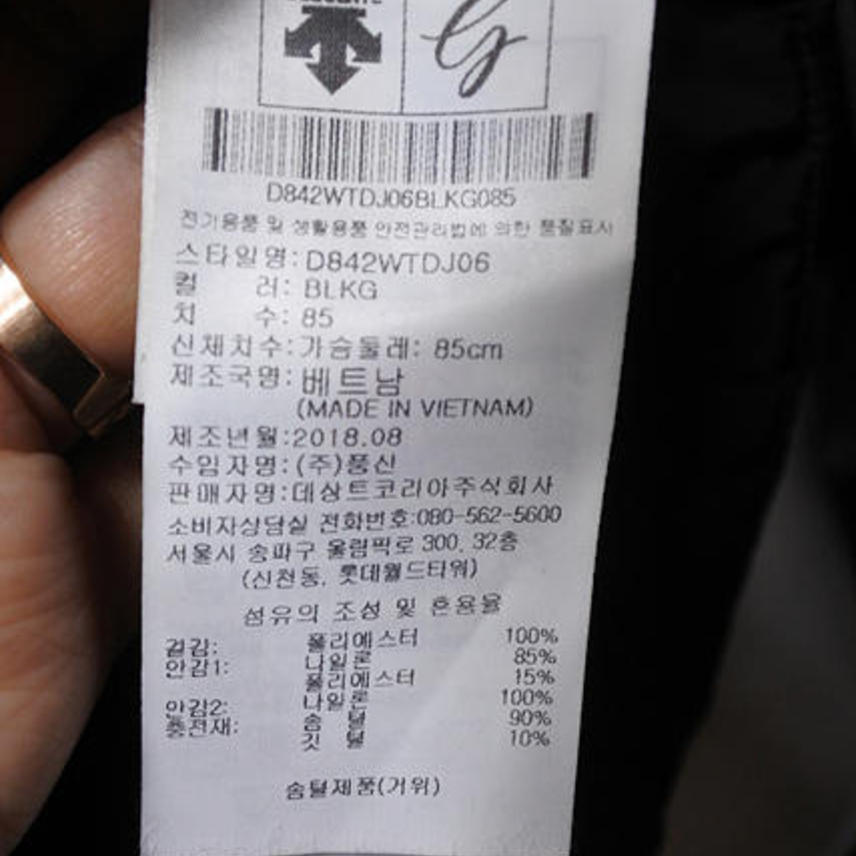 D842WTDJ06BLKG085
전기용품 및 생활용품 안전관리법에 의한 품질표시
스타일명: D842WTDJ06
컬 러: BLKG
치 수: 85
신체치수:가슴둘레: 85cm
제조국명: 베트남
(MADE IN VIETNAM)
제조년월:2018.08
수입자명: (주)풍신
판매자명:데상트코리아주식회사
소비자상담실 전화번호:080-562-5600
서울시 송파구 올림픽로 300, 32층
(신천동, 롯데월드타워)
섬유의 조성 및 혼용율
겉감: 폴리에스터 100%
안감1: 나일론 85%
폴리에스터 15%
안감2: 나일론 100%
충전재: 솜 털 90%
깃 털 10%
솜털제품(거위)